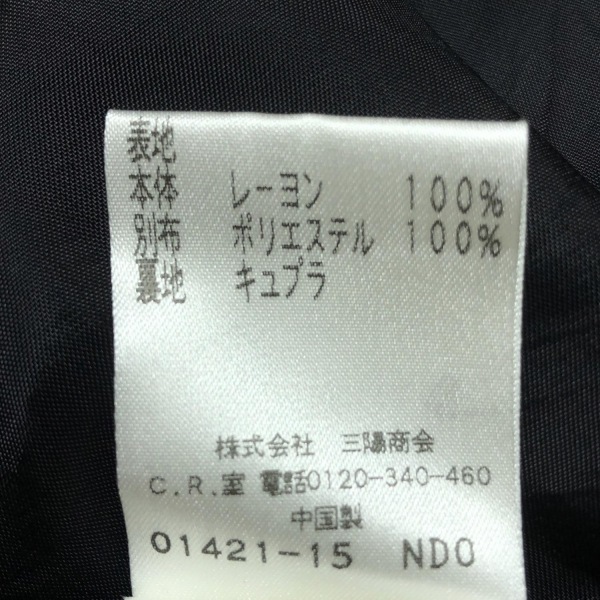 表地
本体 レーヨン 100%
別布 ポリエステル 100%
裏地 キュプラ
株式会社 三陽商会
C.R.室 電話0120-340-460
中国製
01421-15 NDO